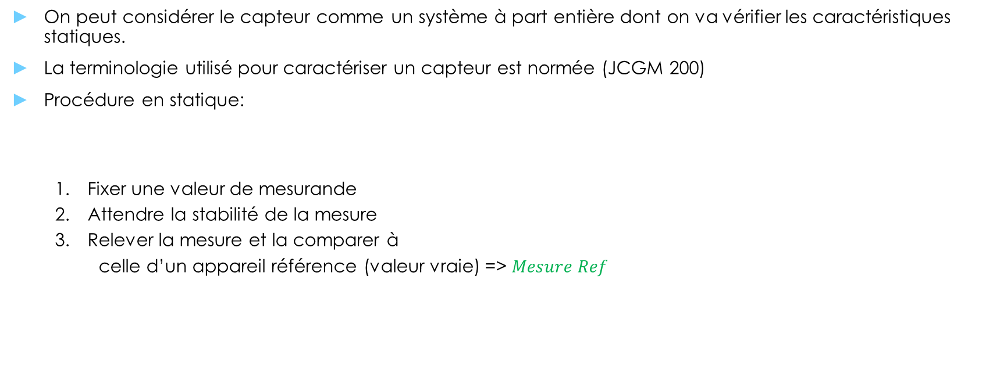 On peut considérer le capteur comme un système à part entière dont on va vérifier les caractéristiques
statiques.
La terminologie utilisé pour caractériser un capteur est normée (JCGM 200)
Procédure en statique:
1. Fixer une valeur de mesurande
2. Attendre la stabilité de la mesure
3. Relever la mesure et la comparer à
celle d’un appareil référence (valeur vraie) => Mesure Ref